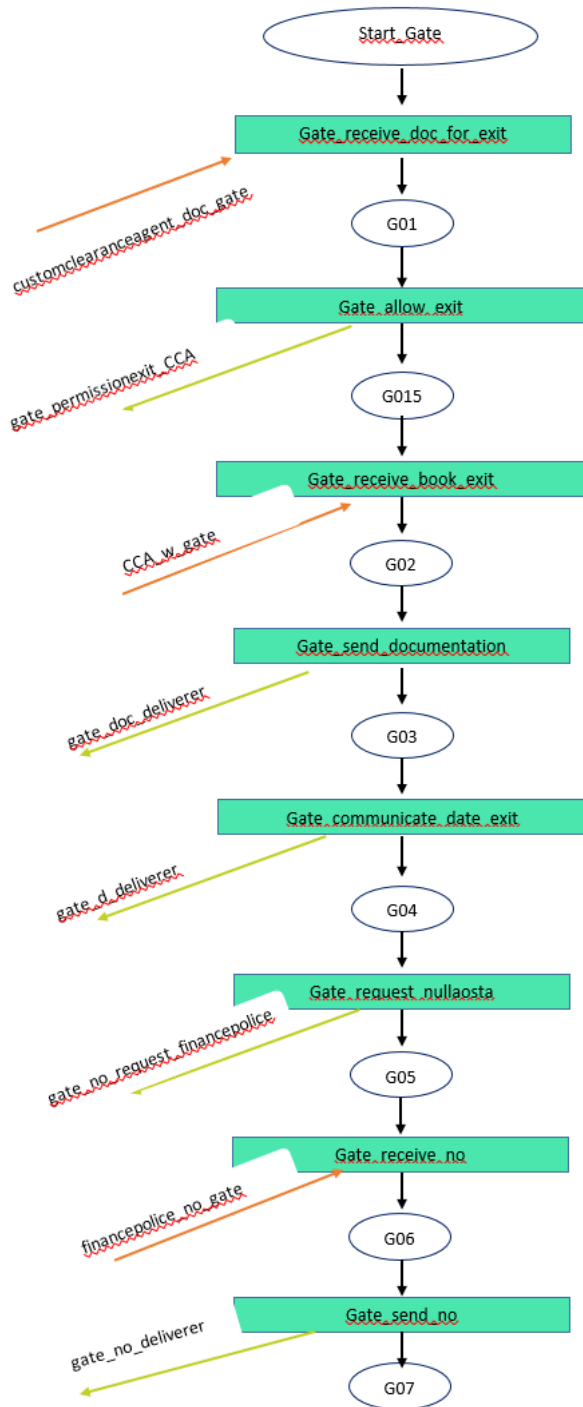 Start_Gate
Gate_receive_doc_for_exit
customclearanceagent_doc_gate
G01
Gate_allow_exit
gate_permissionexit_CCA
G015
Gate_receive_book_exit
CCA_w_gate
G02
Gate_send_documentation
gate_doc_deliverer
G03
Gate_communicate_date_exit
gate_d_deliverer
G04
Gate_request_nullaosta
gate_no_request_financepolice
G05
Gate_receive_no
financepolice_no_gate
G06
Gate_send_no
gate_no_deliverer
G07